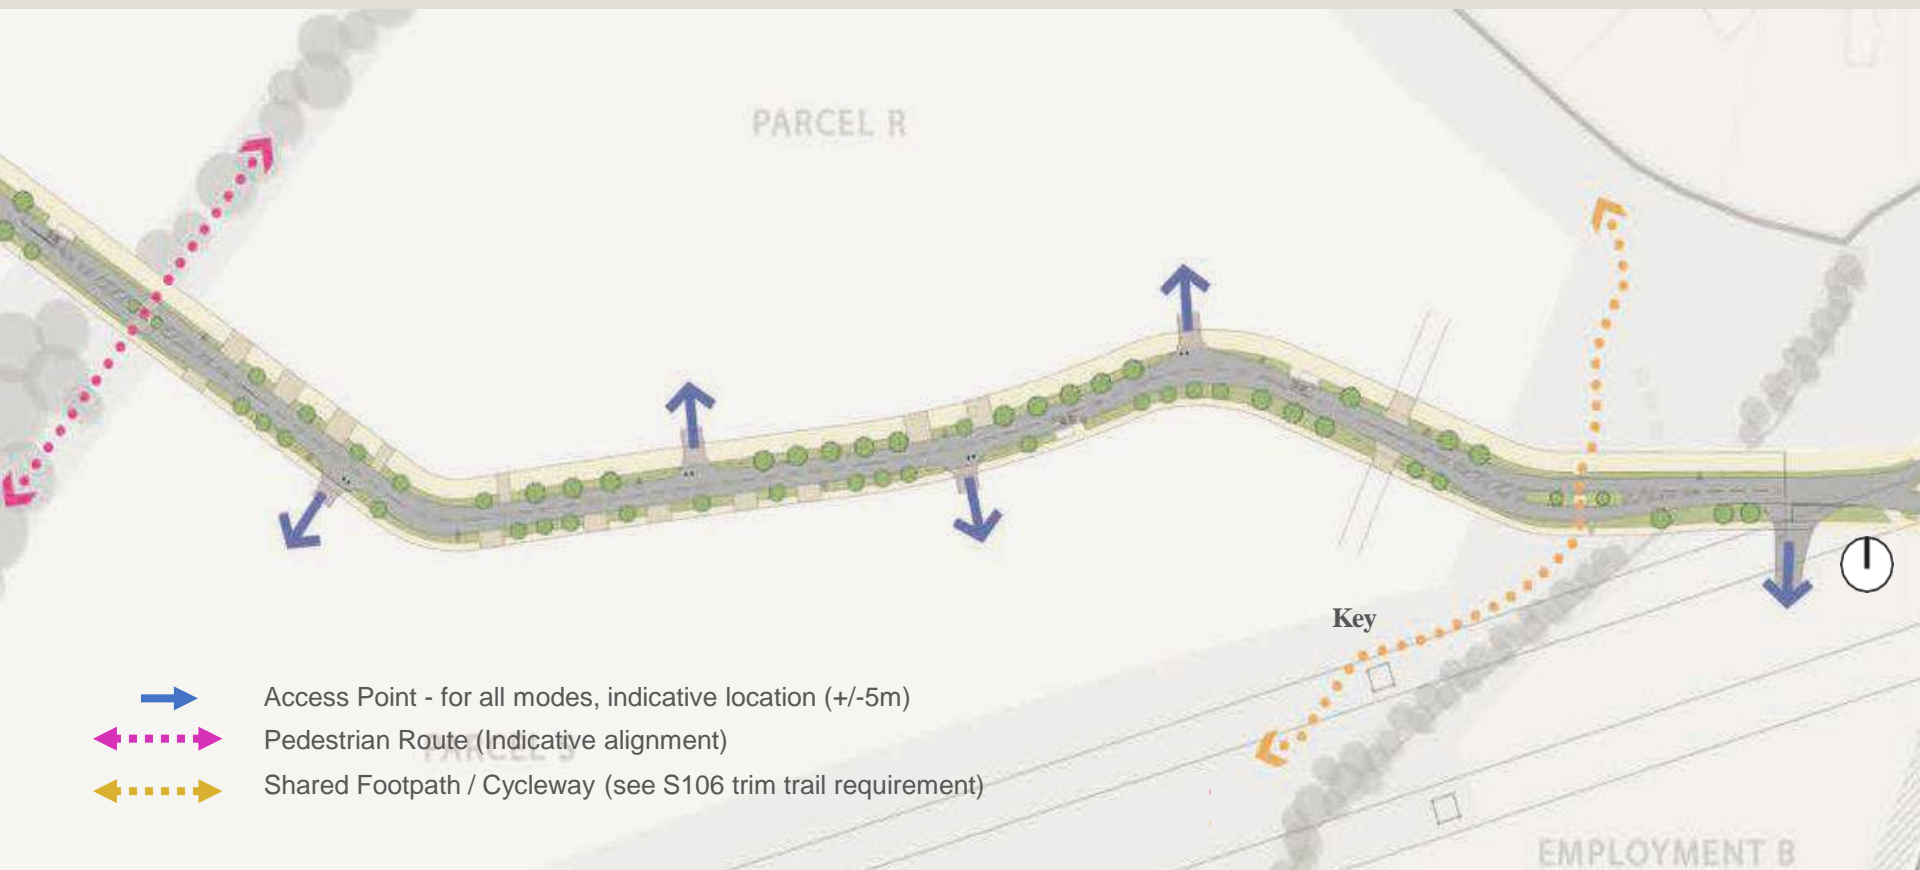 PARCEL R
Key
Access Point - for all modes, indicative location (+/-5m)
Pedestrian Route (Indicative alignment)
PARCEL S
Shared Footpath / Cycleway (see S106 trim trail requirement)
EMPLOYMENT B